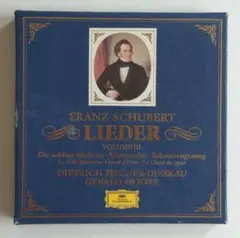 FRANZ SCHUBERT
LIEDER
VOLUME III
Die schöne Müllerin · Winterreise · Schwanengesang
DIETRICH FISCHER-DIESKAU
GERALD MOORE